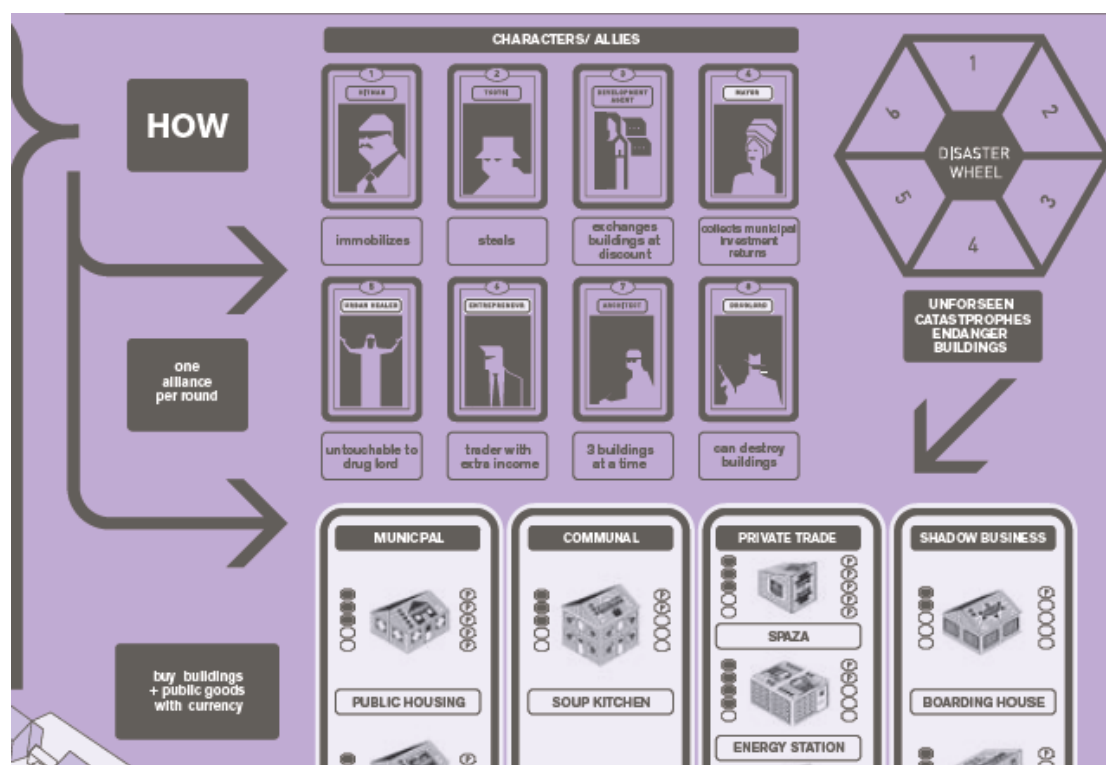 CHARACTERS/ ALLIES
HOW
1
2
3
4
HITMAN
TSOTSI
DEVELOPMENT
AGENT
MAYOR
immobilizes
steals
exchanges
buildings at
discount
collects municipal
investment
returns
5
6
7
8
URBAN HEALER
ENTREPRENEUR
ARCHITECT
DRUGLORD
untouchable to
drug lord
trader with
extra income
3 buildings
at a time
can destroy
buildings
one
alliance
per round
1
2
3
4
5
6
DISASTER
WHEEL
UNFORSEEN
CATASTROPHES
ENDANGER
BUILDINGS
buy buildings
+ public goods
with currency
MUNICPAL
PUBLIC HOUSING
COMMUNAL
SOUP KITCHEN
PRIVATE TRADE
SPAZA
ENERGY STATION
SHADOW BUSINESS
BOARDING HOUSE